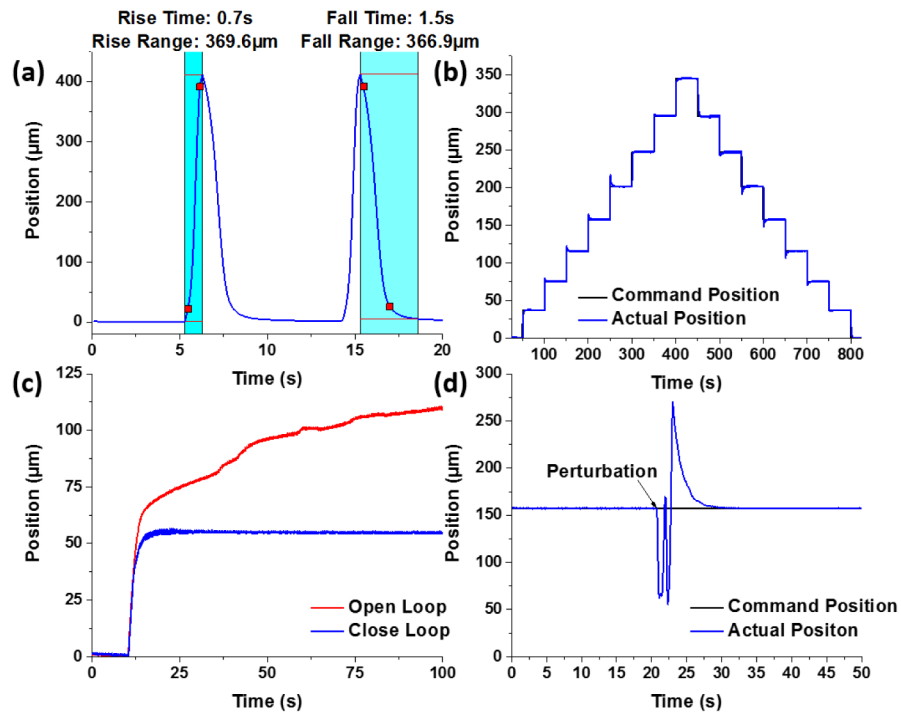 Rise Time: 0.7s
Rise Range: 369.6µm
Fall Time: 1.5s
Fall Range: 366.9µm
(a)
Position (µm)
400
300
200
100
0
0 5 10 15 20
Time (s)
(b)
Position (µm)
350
300
250
200
150
100
50
0
100 200 300 400 500 600 700 800
Time (s)
Command Position
Actual Position
(c)
Position (µm)
125
100
75
50
25
0
0 25 50 75 100
Time (s)
Open Loop
Close Loop
(d)
Position (µm)
300
250
200
150
100
50
0
0 5 10 15 20 25 30 35 40 45 50
Time (s)
Perturbation
Command Position
Actual Positon